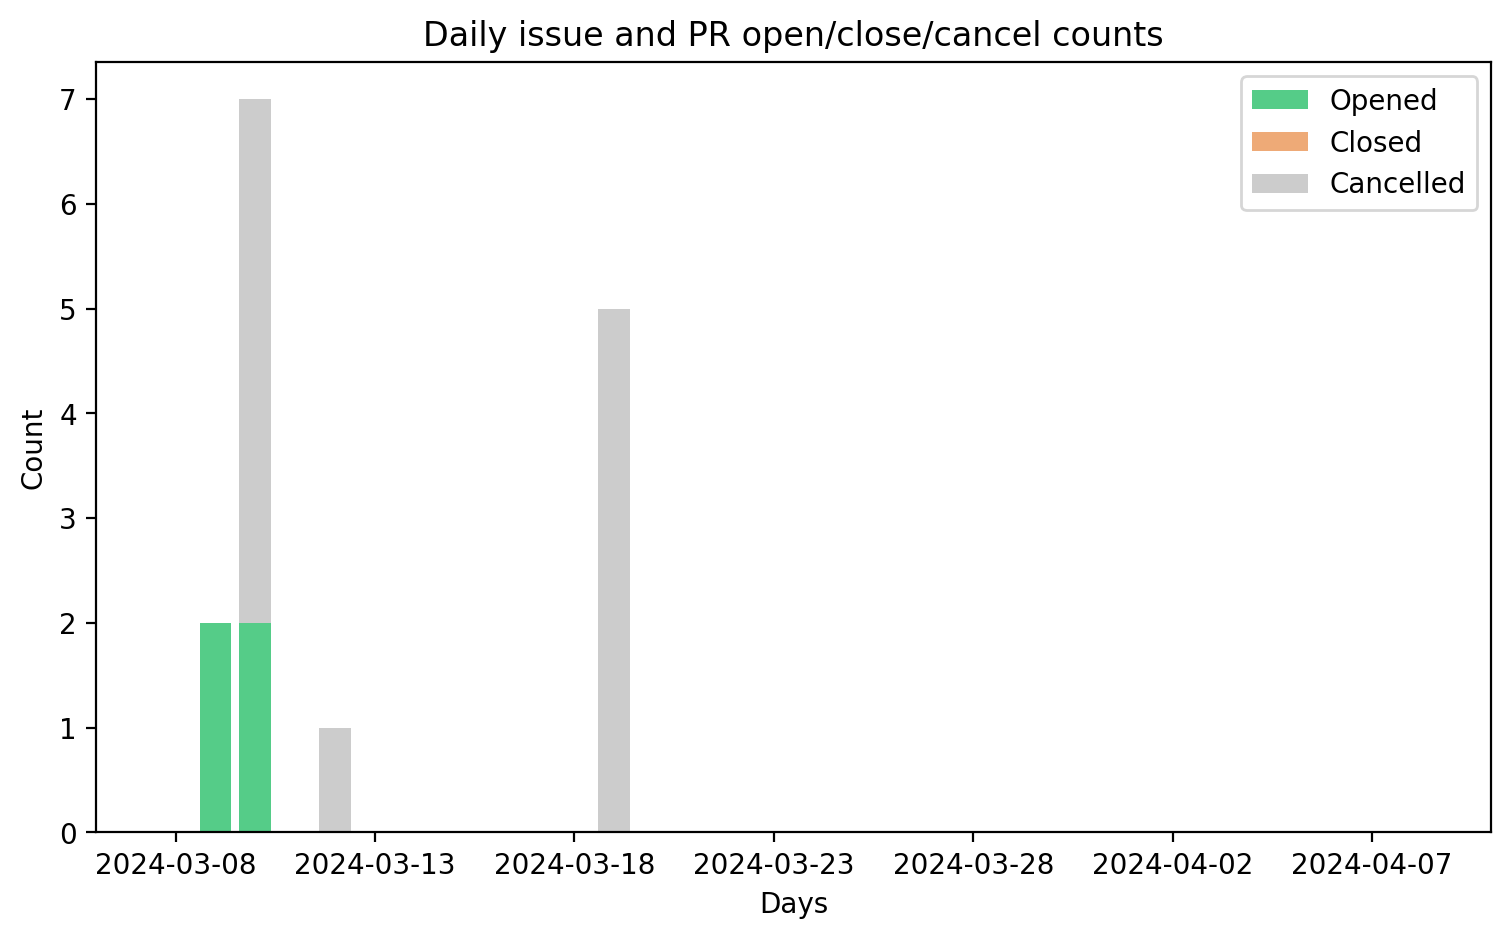 Daily issue and PR open/close/cancel counts
Opened
Closed
Cancelled
7
6
5
4
3
2
1
0
Count
2024-03-08
2024-03-13
2024-03-18
2024-03-23
2024-03-28
2024-04-02
2024-04-07
Days